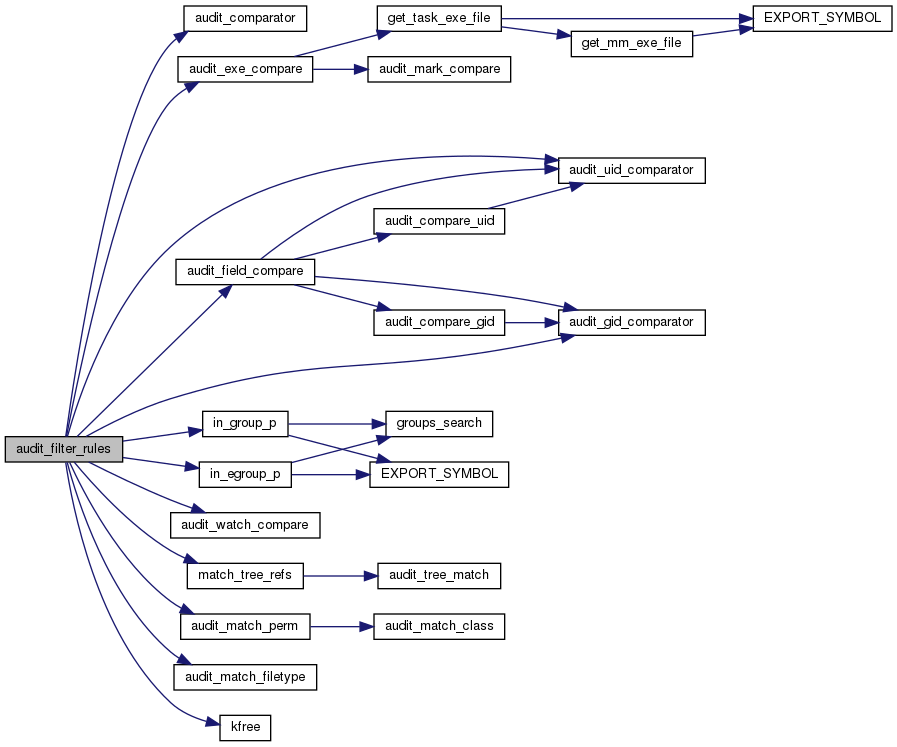 audit_comparator
get_task_exe_file
EXPORT_SYMBOL
get_mm_exe_file
audit_exe_compare
audit_mark_compare
audit_uid_comparator
audit_compare_uid
audit_field_compare
audit_compare_gid
audit_gid_comparator
in_group_p
groups_search
audit_filter_rules
in_egroup_p
EXPORT_SYMBOL
audit_watch_compare
match_tree_refs
audit_tree_match
audit_match_perm
audit_match_class
audit_match_filetype
kfree